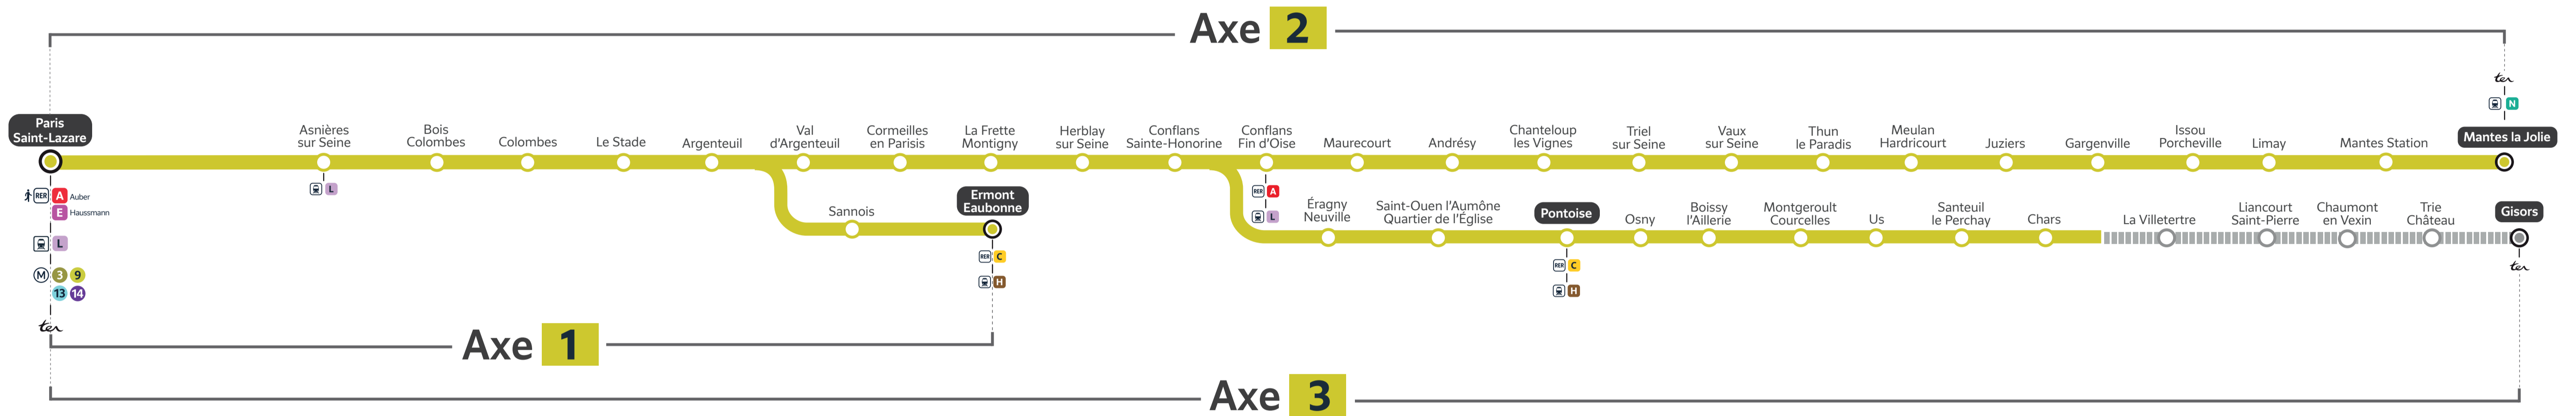 Axe 2
ter
N
Paris
Saint-Lazare
Asnières
sur Seine
Bois
Colombes
Colombes
Le Stade
Argenteuil
Val
d'Argenteuil
Cormeilles
en Parisis
La Frette
Montigny
Herblay
sur Seine
Conflans
Sainte-Honorine
Conflans
Fin d'Oise
Maurecourt
Andrésy
Chanteloup
les Vignes
Triel
sur Seine
Vaux
sur Seine
Thun
le Paradis
Meulan
Hardricourt
Juziers
Gargenville
Issou
Porcheville
Limay
Mantes Station
Mantes la Jolie
RER A Auber
E Haussmann
L
M 3 9
13 14
ter
L
Sannois
Ermont
Eaubonne
RER C
H
RER A
L
Éragny
Neuville
Saint-Ouen l'Aumône
Quartier de l'Église
Pontoise
RER C
H
Osny
Boissy
l'Aillerie
Montgeroult
Courcelles
Us
Santeuil
le Perchay
Chars
La Villetertre
Liancourt
Saint-Pierre
Chaumont
en Vexin
Trie
Château
Gisors
ter
Axe 1
Axe 3